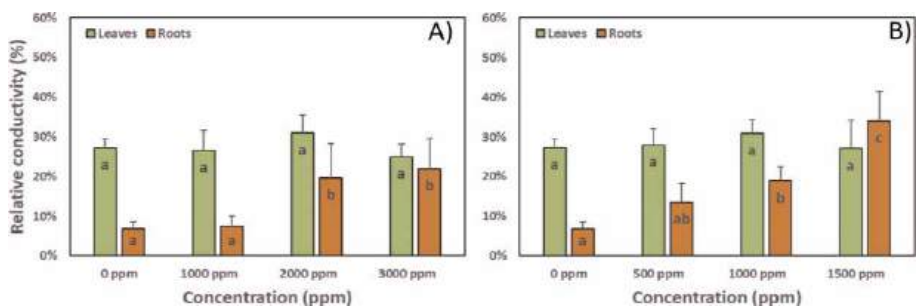 60%
50%
40%
30%
20%
10%
0%
Relative conductivity (%)
Leaves Roots
A)
a a a a
a a b b
0 ppm 1000 ppm 2000 ppm 3000 ppm
Concentration (ppm)
60%
50%
40%
30%
20%
10%
0%
Leaves Roots
B)
a a a a
a ab b c
0 ppm 500 ppm 1000 ppm 1500 ppm
Concentration (ppm)